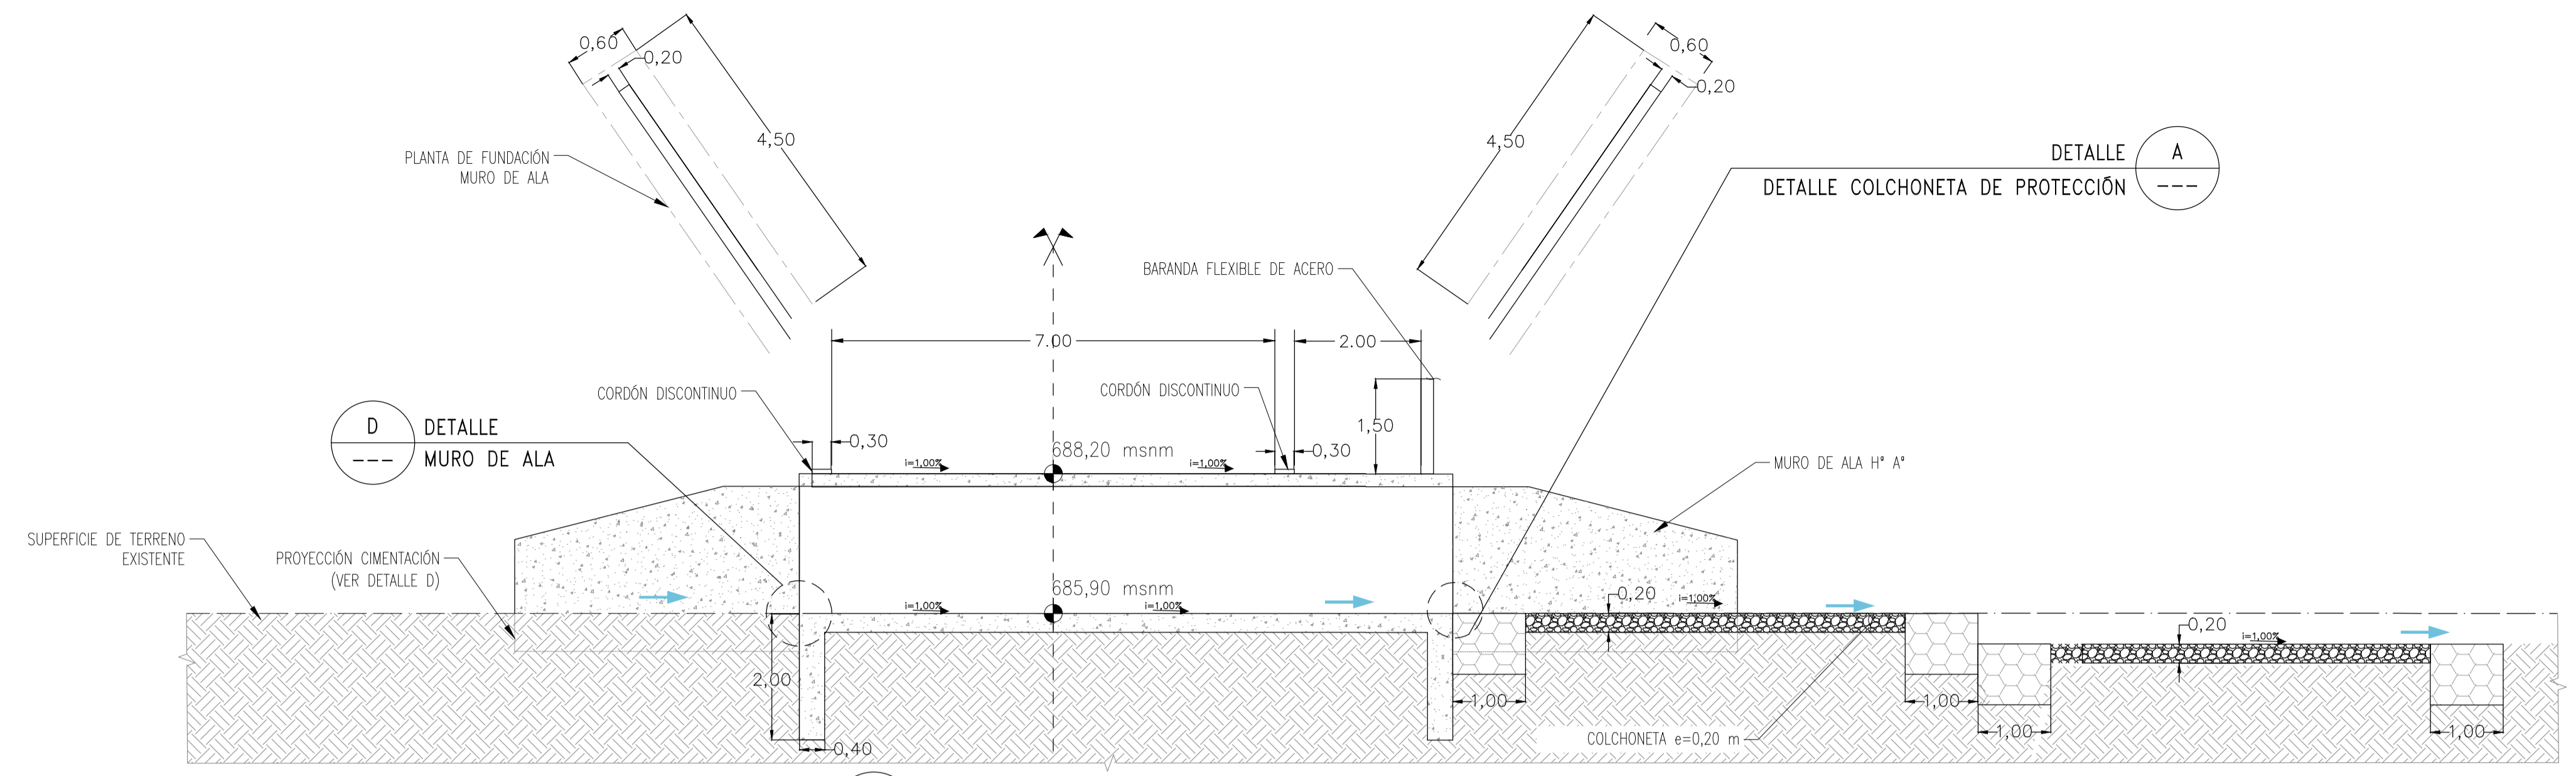 0,60
0,20
4,50
PLANTA DE FUNDACIÓN
MURO DE ALA
0,60
0,20
4,50
DETALLE
A
DETALLE COLCHONETA DE PROTECCIÓN
---
BARANDA FLEXIBLE DE ACERO
7.00
2.00
CORDÓN DISCONTINUO
CORDÓN DISCONTINUO
1,50
D
DETALLE
---
MURO DE ALA
0,30
688,20 msnm
0,30
i=1,00%
i=1,00%
MURO DE ALA Hª Aª
SUPERFICIE DE TERRENO
EXISTENTE
PROYECCIÓN CIMENTACIÓN
(VER DETALLE D)
685,90 msnm
i=1,00%
i=1,00%
0,20
i=1,00%
0,20
i=1,00%
2,00
1,00
1,00
1,00
1,00
0,40
COLCHONETA e=0,20 m